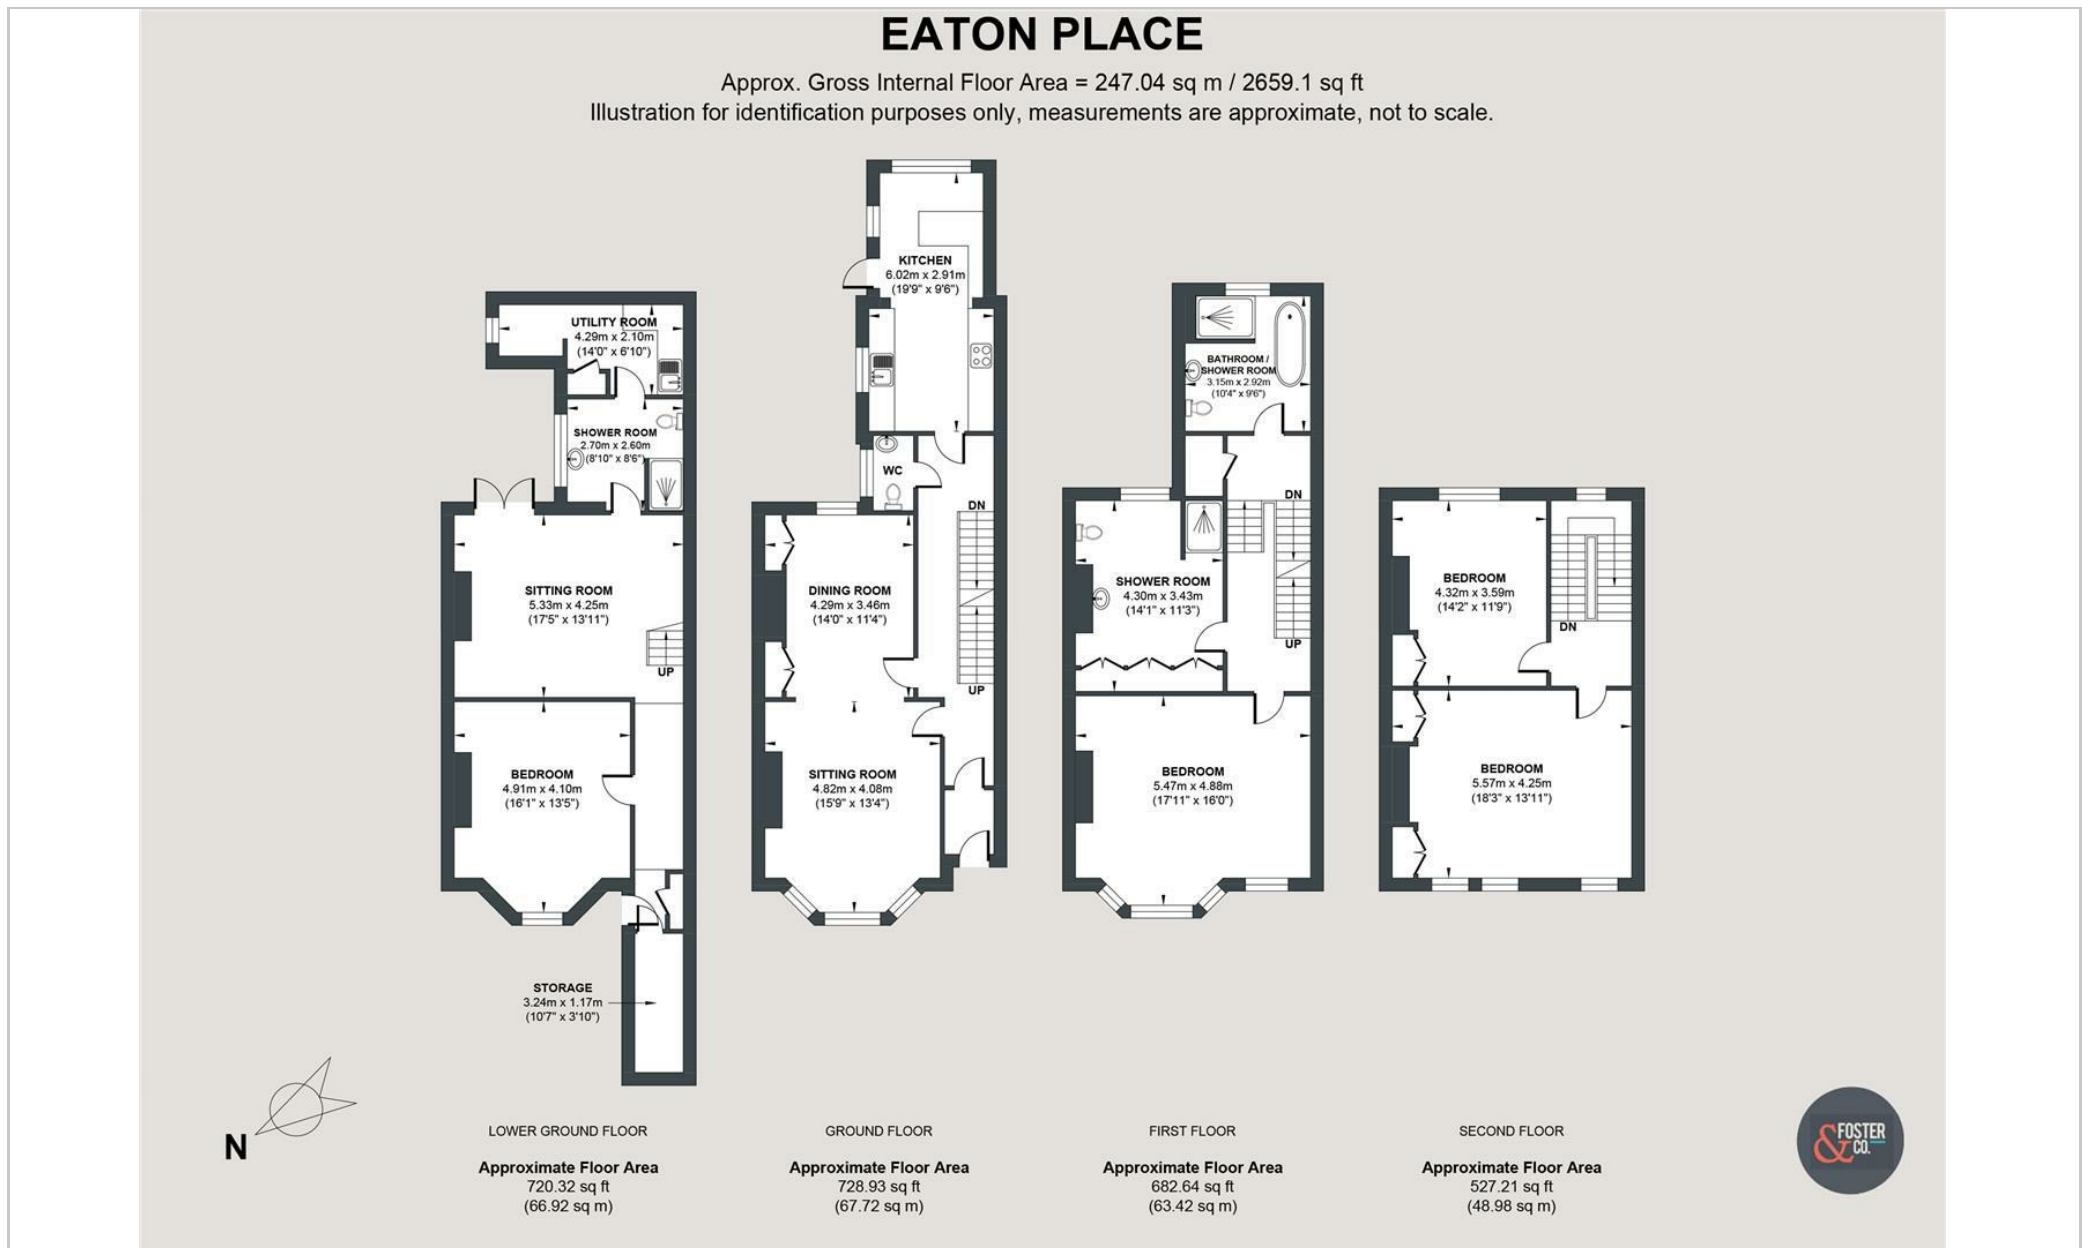 EATON PLACE
Approx. Gross Internal Floor Area = 247.04 sq m / 2659.1 sq ft
Illustration for identification purposes only, measurements are approximate, not to scale.
UTILITY ROOM
4.29m x 2.10m
(14'0" x 6'10")
SHOWER ROOM
2.70m x 2.60m
(8'10" x 8'6")
SITTING ROOM
5.33m x 4.25m
(17'5" x 13'11")
UP
BEDROOM
4.91m x 4.10m
(16'1" x 13'5")
STORAGE
3.24m x 1.17m
(10'7" x 3'10")
KITCHEN
6.02m x 2.91m
(19'9" x 9'6")
WC
DN
DINING ROOM
4.29m x 3.46m
(14'0" x 11'4")
UP
SITTING ROOM
4.82m x 4.08m
(15'9" x 13'4")
BATHROOM /
SHOWER ROOM
3.15m x 2.92m
(10'4" x 9'6")
DN
SHOWER ROOM
4.30m x 3.43m
(14'1" x 11'3")
UP
BEDROOM
5.47m x 4.88m
(17'11" x 16'0")
BEDROOM
4.32m x 3.59m
(14'2" x 11'9")
DN
BEDROOM
5.57m x 4.25m
(18'3" x 13'11")
N
LOWER GROUND FLOOR
Approximate Floor Area
720.32 sq ft
(66.92 sq m)
GROUND FLOOR
Approximate Floor Area
728.93 sq ft
(67.72 sq m)
FIRST FLOOR
Approximate Floor Area
682.64 sq ft
(63.42 sq m)
SECOND FLOOR
Approximate Floor Area
527.21 sq ft
(48.98 sq m)
& FOSTER
CO.